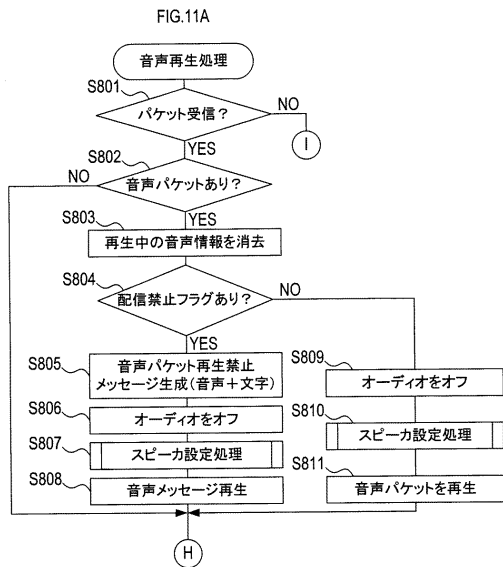 FIG.11A
音声再生処理
S801
パケット受信?
NO
I
YES
S802
NO
音声パケットあり?
YES
S803
再生中の音声情報を消去
S804
配信禁止フラグあり?
NO
YES
S805
音声パケット再生禁止
メッセージ生成(音声+文字)
S809
オーディオをオフ
S806
オーディオをオフ
S810
スピーカ設定処理
S807
スピーカ設定処理
S811
音声パケットを再生
S808
音声メッセージ再生
H